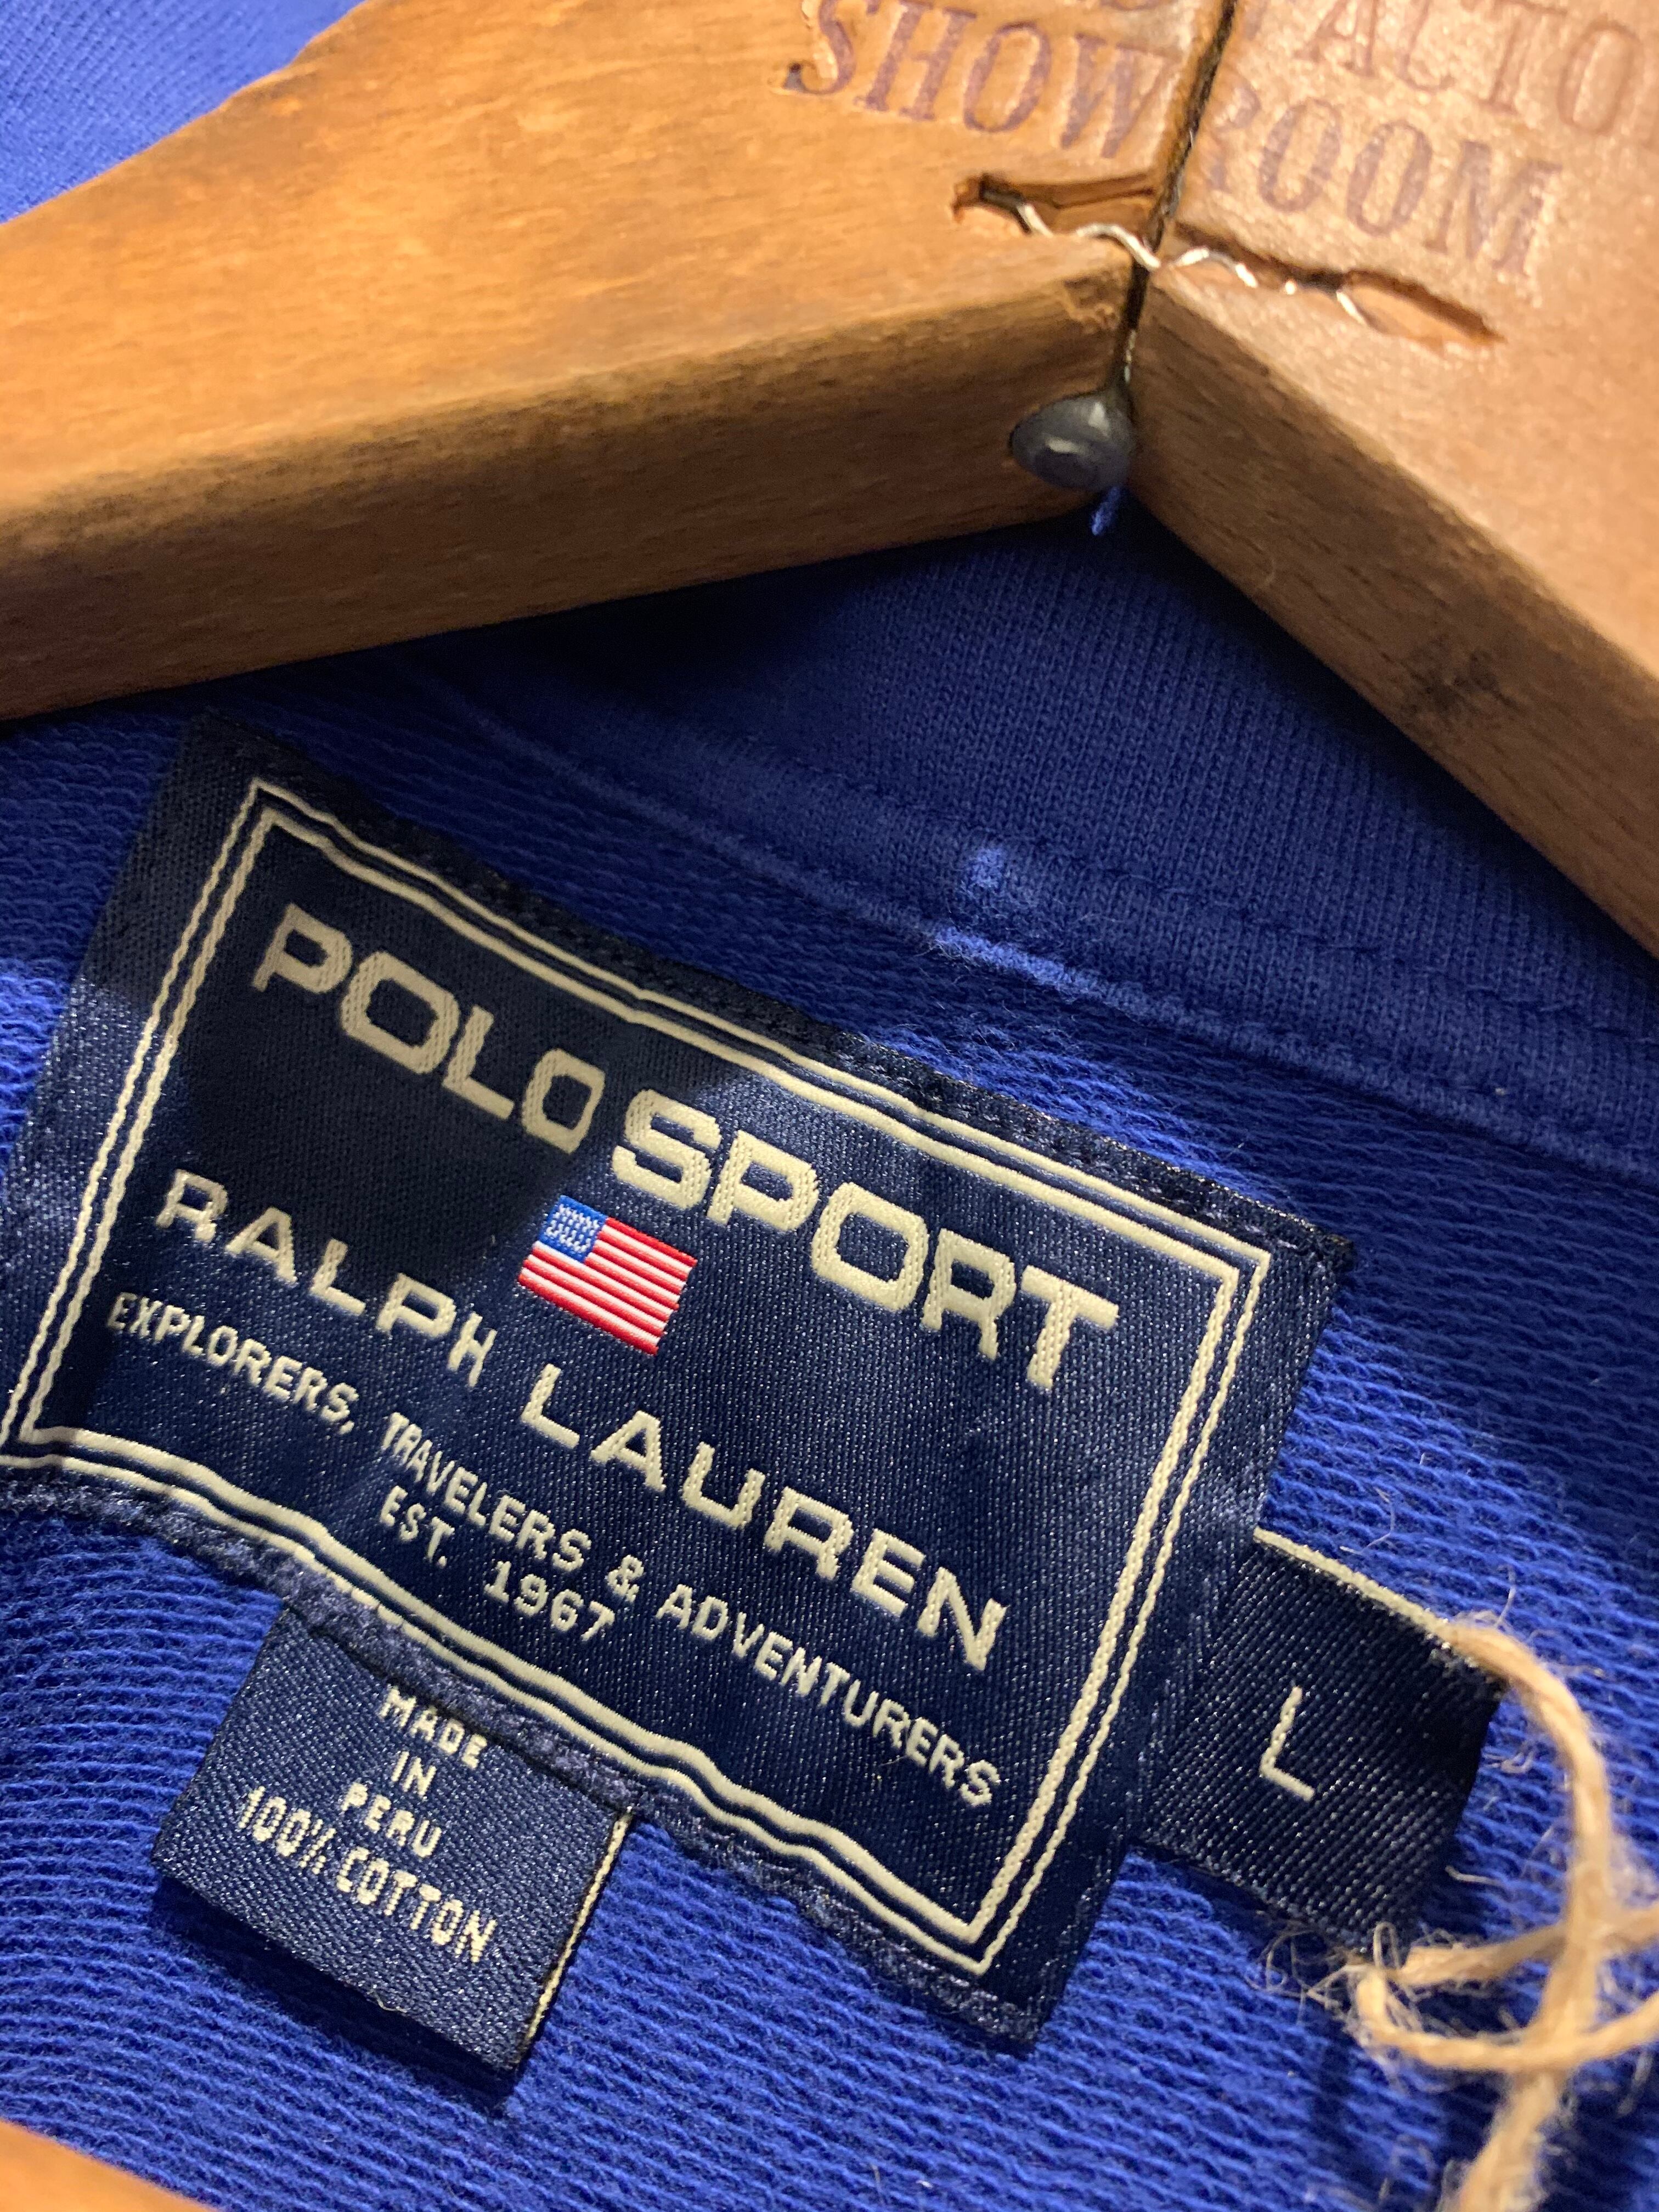 SHOWROOM
POLO SPORT
RALPH LAUREN
EXPLORERS, TRAVELERS & ADVENTURERS
EST. 1967
L
MADE
IN
PERU
100% COTTON